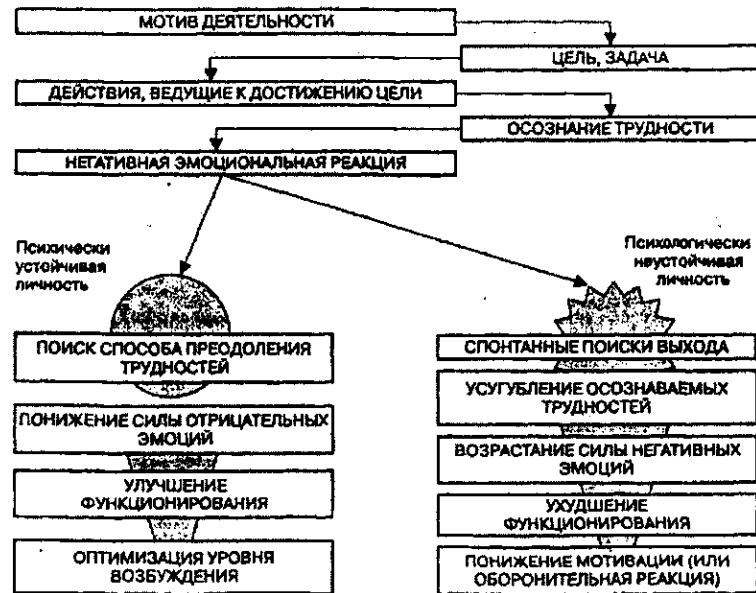 МОТИВ ДЕЯТЕЛЬНОСТИ
ЦЕЛЬ, ЗАДАЧА
ДЕЙСТВИЯ, ВЕДУЩИЕ К ДОСТИЖЕНИЮ ЦЕЛИ
ОСОЗНАНИЕ ТРУДНОСТИ
НЕГАТИВНАЯ ЭМОЦИОНАЛЬНАЯ РЕАКЦИЯ
Психически
устойчивая
личность
ПОИСК СПОСОБА ПРЕОДОЛЕНИЯ
ТРУДНОСТЕЙ
ПОНИЖЕНИЕ СИЛЫ ОТРИЦАТЕЛЬНЫХ
ЭМОЦИЙ
УЛУЧШЕНИЕ
ФУНКЦИОНИРОВАНИЯ
ОПТИМИЗАЦИЯ УРОВНЯ
ВОЗБУЖДЕНИЯ
Психологически
неустойчивая
личность
СПОНТАННЫЕ ПОИСКИ ВЫХОДА
УСУГУБЛЕНИЕ ОСОЗНАВАЕМЫХ
ТРУДНОСТЕЙ
ВОЗРАСТАНИЕ СИЛЫ НЕГАТИВНЫХ
ЭМОЦИЙ
УХУДШЕНИЕ
ФУНКЦИОНИРОВАНИЯ
ПОНИЖЕНИЕ МОТИВАЦИИ (ИЛИ
ОБОРОНИТЕЛЬНАЯ РЕАКЦИЯ)